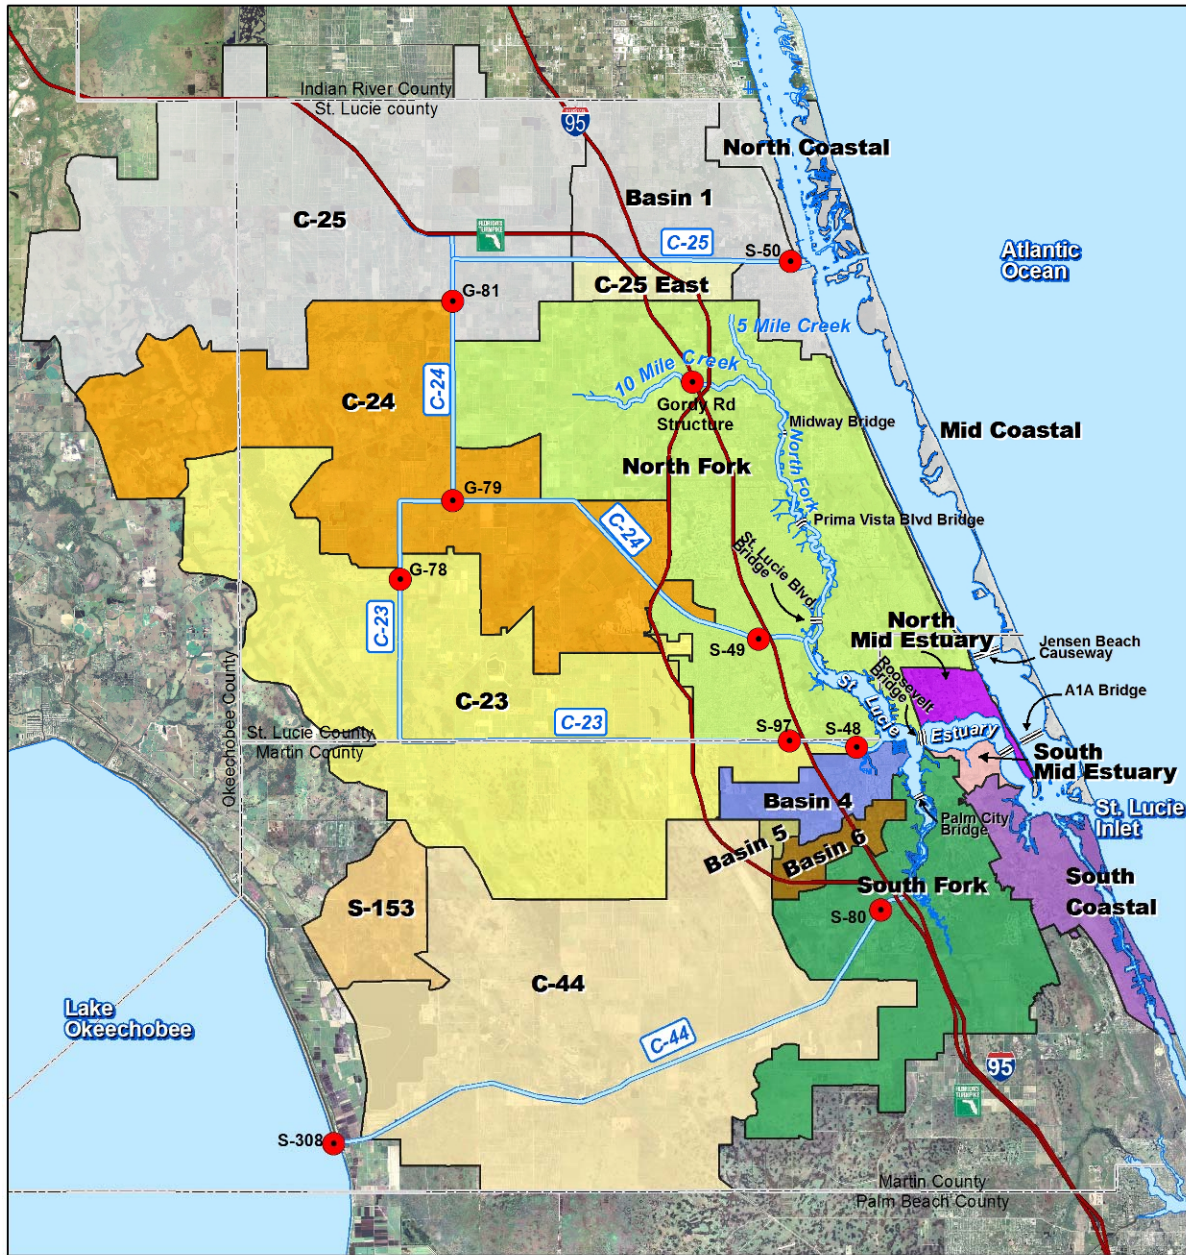 Indian River County
St. Lucie county
95
North Coastal
Basin 1
C-25
C-25
S-50
Atlantic
Ocean
C-25 East
G-81
5 Mile Creek
10 Mile Creek
C-24
C-24
Gordy Rd
Structure
Midway Bridge
Mid Coastal
North Fork
North Fork
G-79
Prima Vista Blvd Bridge
C-24
St. Lucie Blvd
Bridge
G-78
C-23
S-49
North
Mid Estuary
Jensen Beach
Causeway
Roosevelt
Bridge
A1A Bridge
Okeechobee County
C-23
St. Lucie
Estuary
St. Lucie County
Martin County
C-23
S-97
S-48
South
Mid Estuary
Basin 4
Palm City
Bridge
St. Lucie
Inlet
Basin 5
Basin 6
South Fork
South
Coastal
S-153
S-80
C-44
Lake
Okeechobee
C-44
95
S-308
Martin County
Palm Beach County